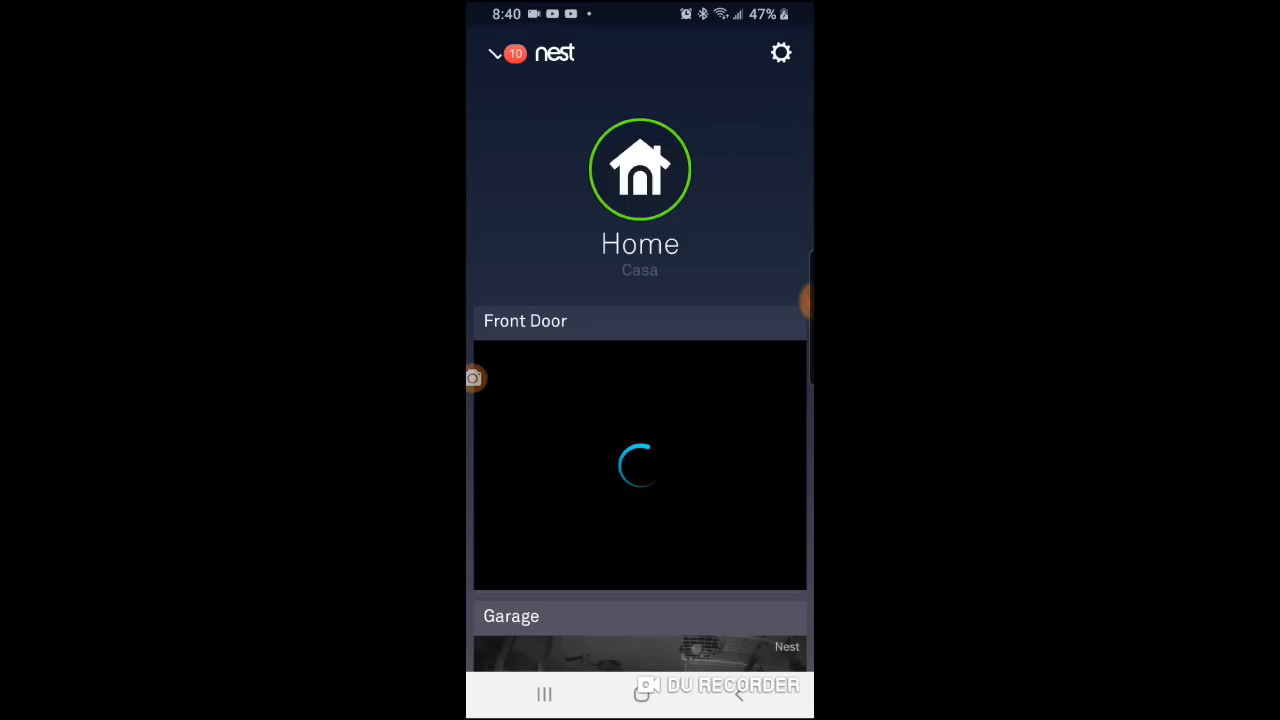 8:40 47%
10 nest
Home
Casa
Front Door
Garage
Nest
DU RECORDER